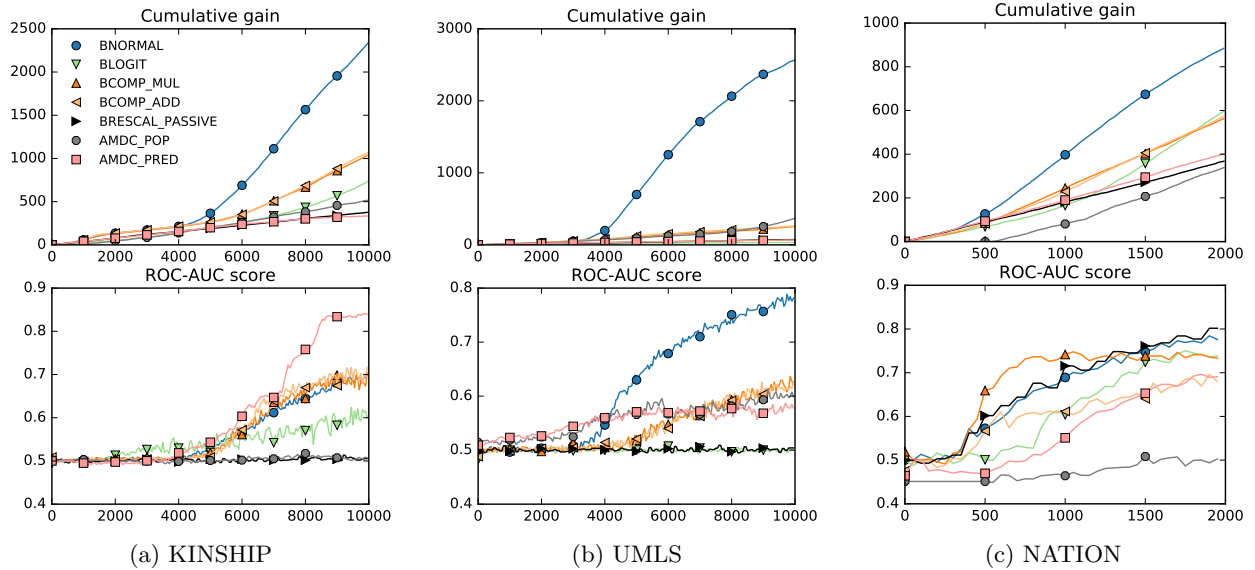 Cumulative gain
2500
2000
1500
1000
500
0
BNORMAL
BLOGIT
BCOMP_MUL
BCOMP_ADD
BRESCAL_PASSIVE
AMDC_POP
AMDC_PRED
0 2000 4000 6000 8000 10000
ROC-AUC score
0.9
0.8
0.7
0.6
0.5
0.4
0 2000 4000 6000 8000 10000
(a) KINSHIP
Cumulative gain
3000
2000
1000
0
0 2000 4000 6000 8000 10000
ROC-AUC score
0.8
0.7
0.6
0.5
0.4
0 2000 4000 6000 8000 10000
(b) UMLS
Cumulative gain
1000
800
600
400
200
0
0 500 1000 1500 2000
ROC-AUC score
0.9
0.8
0.7
0.6
0.5
0.4
0 500 1000 1500 2000
(c) NATION